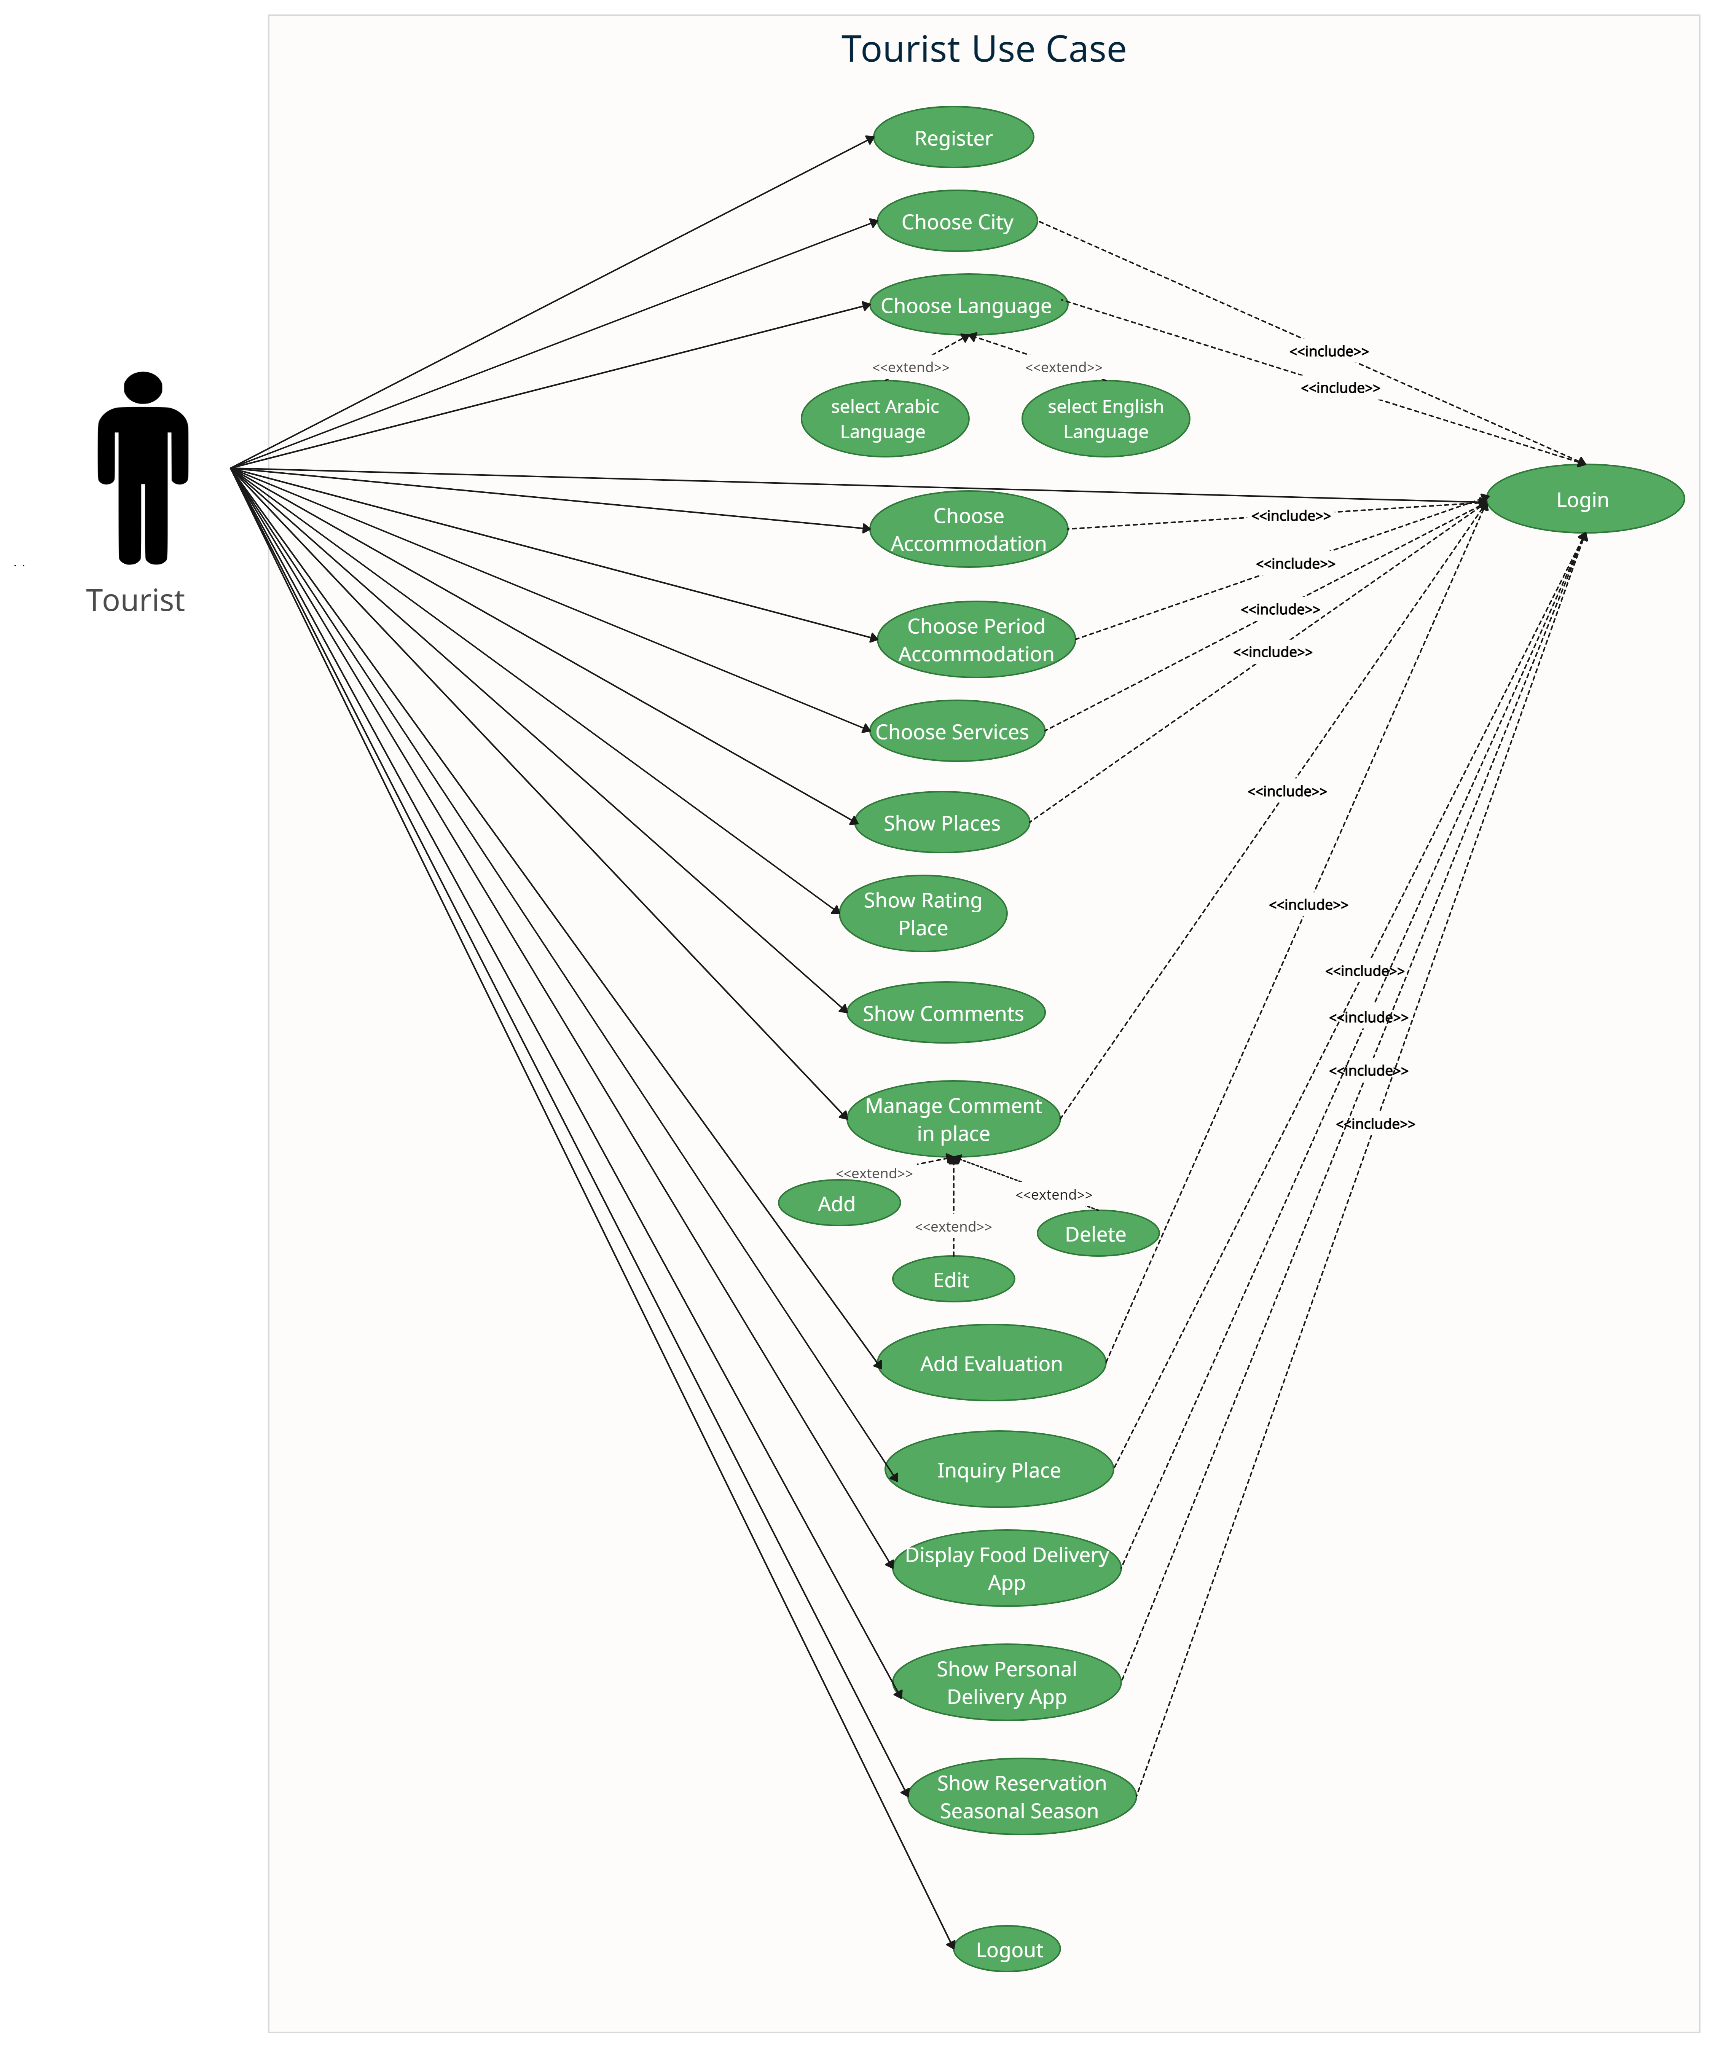 Tourist Use Case
Register
Choose City
Choose Language
<<include>>
<<extend>>
<<extend>>
<<include>>
select Arabic
Language
select English
Language
Login
Choose
Accommodation
<<include>>
<<include>>
Tourist
Choose Period
Accommodation
<<include>>
<<include>>
Choose Services
<<include>>
Show Places
Show Rating
Place
<<include>>
<<include>>
Show Comments
<<include>>
<<include>>
Manage Comment
in place
<<include>>
<<extend>>
<<extend>>
Add
<<extend>>
Delete
Edit
Add Evaluation
Inquiry Place
Display Food Delivery
App
Show Personal
Delivery App
Show Reservation
Seasonal Season
Logout